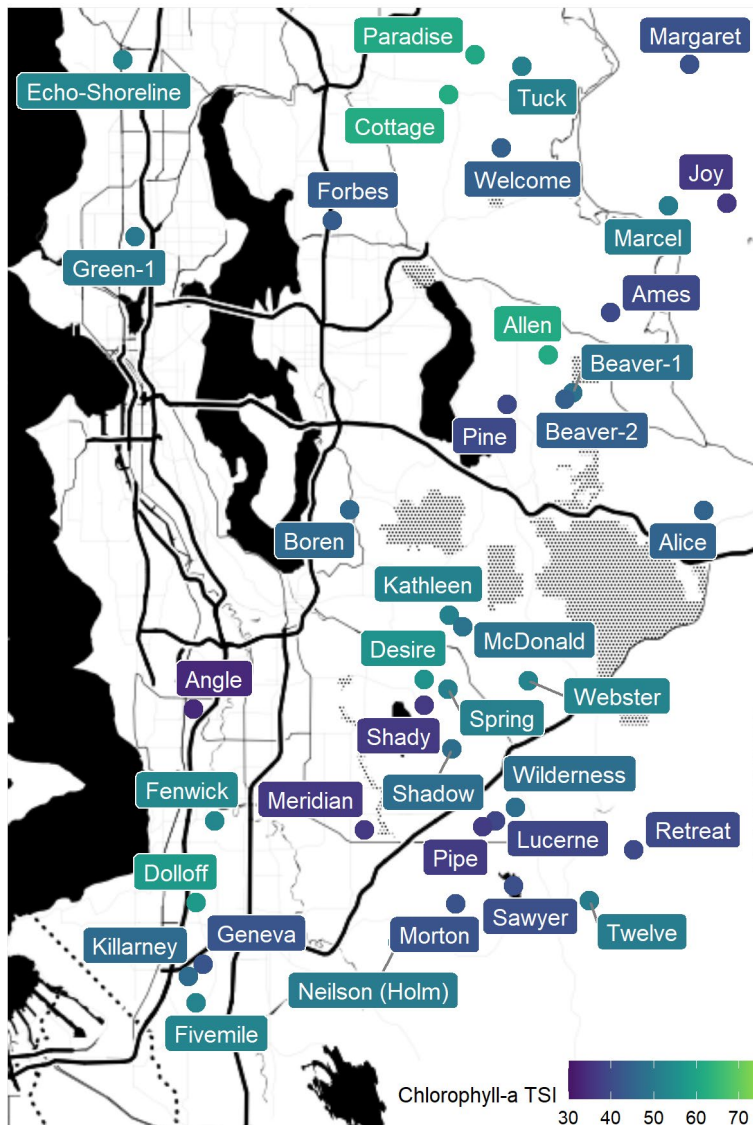 Paradise
Margaret
Echo-Shoreline
Tuck
Cottage
Welcome
Joy
Forbes
Marcel
Green-1
Ames
Allen
Beaver-1
Pine
Beaver-2
Boren
Alice
Kathleen
McDonald
Desire
Angle
Webster
Spring
Shady
Wilderness
Fenwick
Shadow
Meridian
Lucerne
Retreat
Pipe
Dolloff
Sawyer
Geneva
Morton
Twelve
Killarney
Neilson (Holm)
Fivemile
Chlorophyll-a TSI
30 40 50 60 70